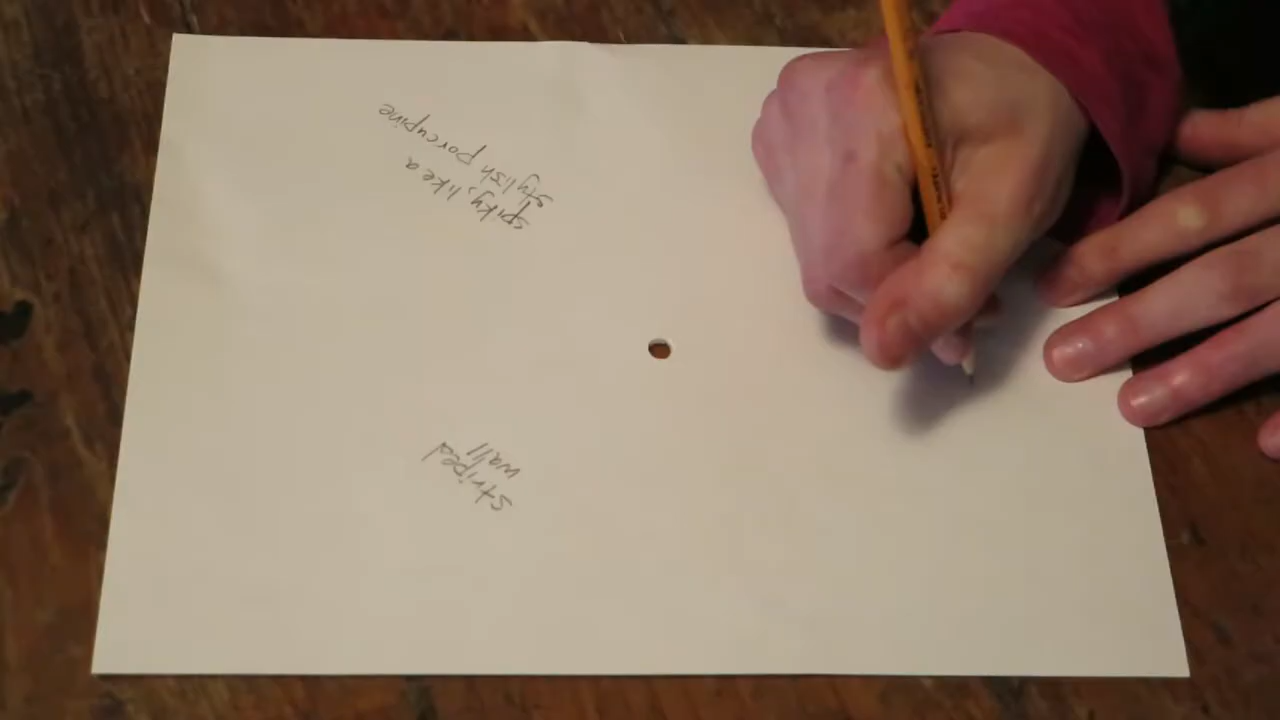 spiky, like a
stylish porcupine
striped
wall